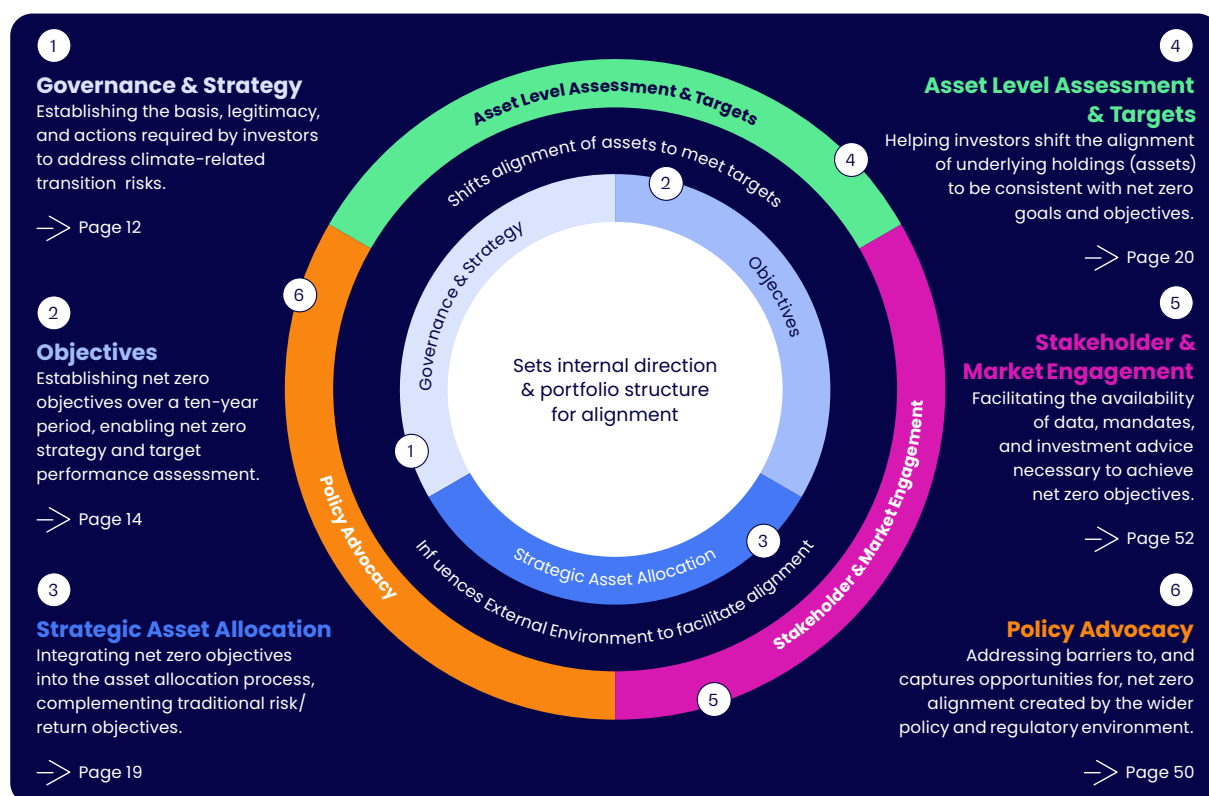 1
Governance & Strategy
Establishing the basis, legitimacy,
and actions required by investors
to address climate-related
transition risks.
Page 12
2
Objectives
Establishing net zero
objectives over a ten-year
period, enabling net zero
strategy and target
performance assessment.
Page 14
3
Strategic Asset Allocation
Integrating net zero objectives
into the asset allocation process,
complementing traditional risk/
return objectives.
Page 19
Asset Level Assessment & Targets
4
Shifts alignment of assets to meet targets
2
Governance & Strategy
Objectives
6
Sets internal direction
& portfolio structure
for alignment
1
3
Strategic Asset Allocation
Policy Advocacy
Inf uences External Environment to facilitate alignment
Stakeholder & Market Engagement
5
4
Asset Level Assessment
& Targets
Helping investors shift the alignment
of underlying holdings (assets)
to be consistent with net zero
goals and objectives.
Page 20
5
Stakeholder &
Market Engagement
Facilitating the availability
of data, mandates,
and investment advice
necessary to achieve
net zero objectives.
Page 52
6
Policy Advocacy
Addressing barriers to, and
captures opportunities for, net zero
alignment created by the wider
policy and regulatory environment.
Page 50